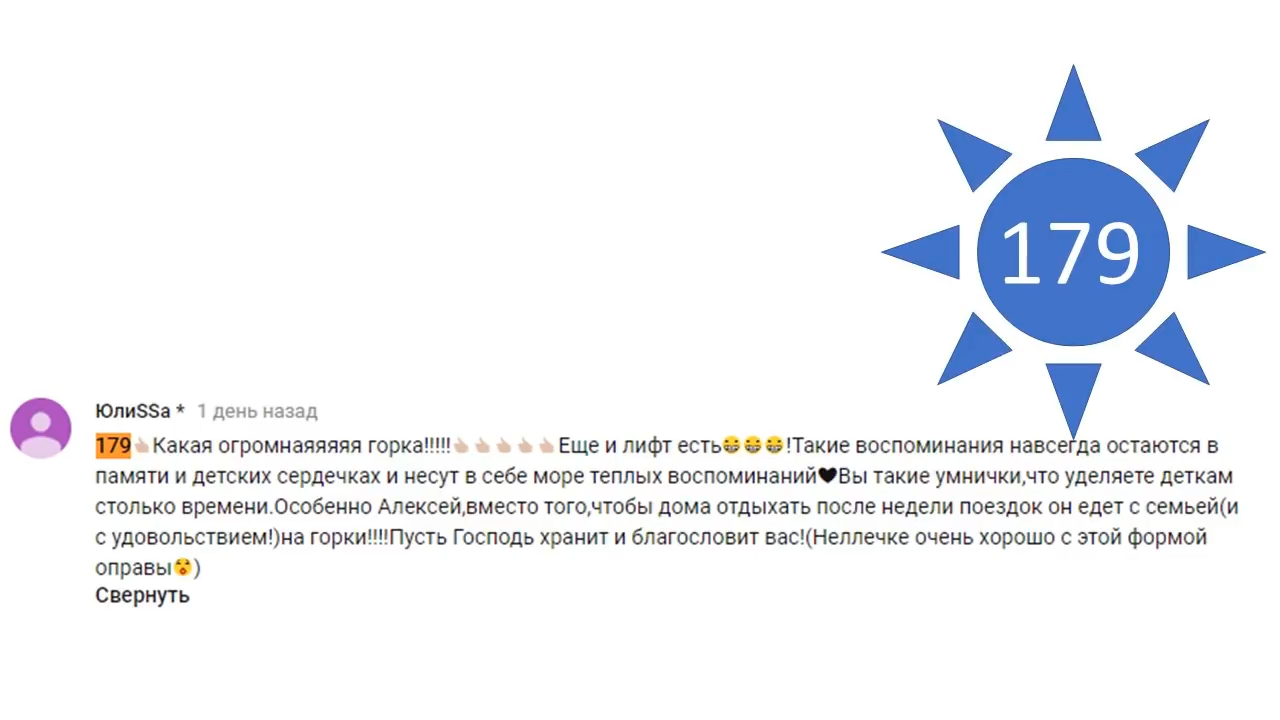 179
ЮлиSSa * 1 день назад
179👆🏻Какая огромнаяяяяя горка!!!!!👆🏻👆🏻👆🏻👆🏻👆🏻Еще и лифт есть😂😂😂!Такие воспоминания навсегда остаются в
памяти и детских сердечках и несут в себе море теплых воспоминаний🖤Вы такие умнички,что уделяете деткам
столько времени.Особенно Алексей,вместо того,чтобы дома отдыхать после недели поездок он едет с семьей(и
с удовольствием!)на горки!!!!Пусть Господь хранит и благословит вас!(Неллечке очень хорошо с этой формой
оправы😘)
Свернуть